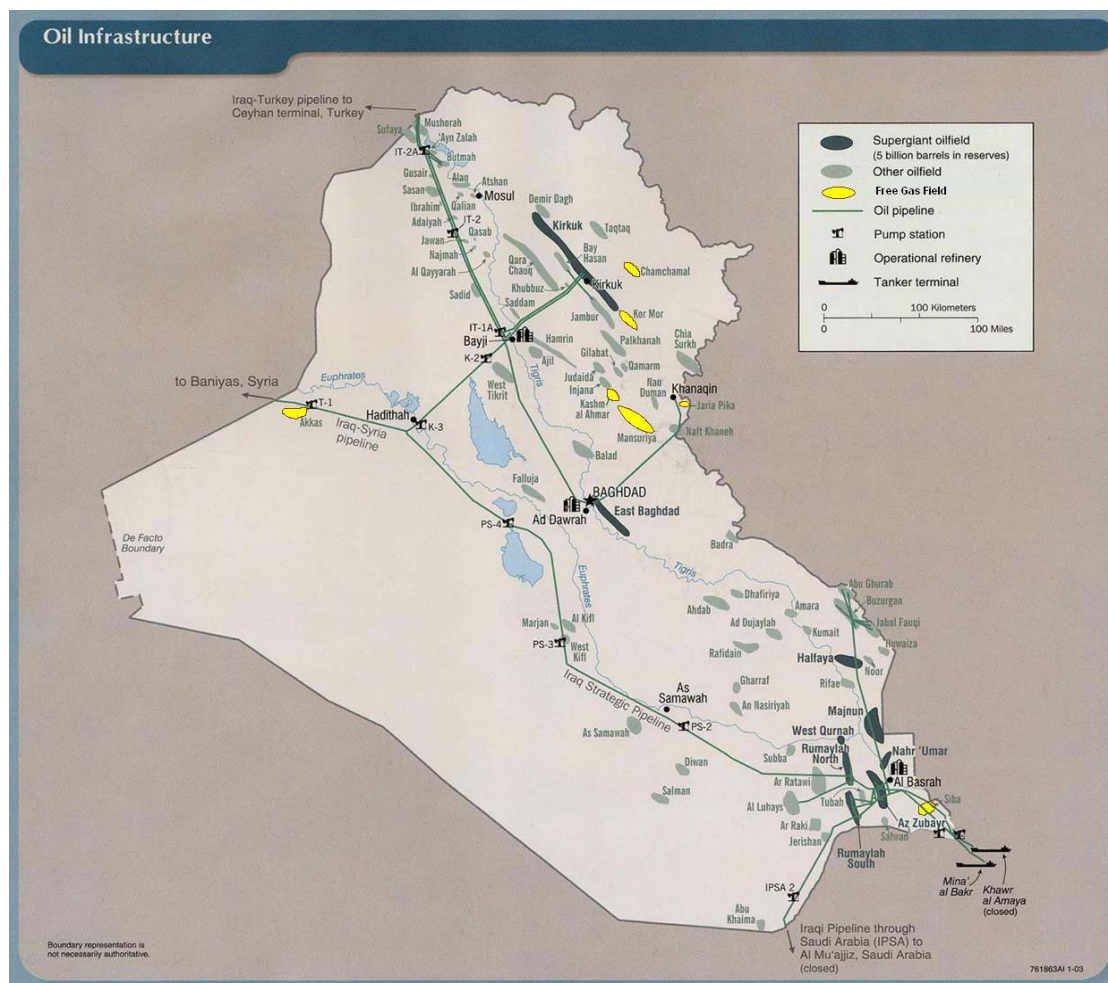 Oil Infrastructure
Iraq-Turkey pipeline to
Ceyhan terminal, Turkey
Supergiant oilfield
(5 billion barrels in reserves)
Other oilfield
Free Gas Field
Oil pipeline
Pump station
Operational refinery
Tanker terminal
0 100 Kilometers
0 100 Miles
Mushorah
Sufaya
'Ayn Zalah
IT-2A
Butmah
Gusair
Alan
Atshan
Sasan
Mosul
Ibrahim
Qalian
Demir Dagh
Adaiyah
IT-2
Kirkuk
Taqtaq
Jawan
Qasab
Najmah
Bay
Hasan
Qara
Chauq
Chamchamal
Al Qayyarah
Khubbuz
Kirkuk
Sadid
Saddam
Jambur
Kor Mor
IT-1A
Bayji
Hamrin
Palkhanah
Chia
Surkh
K-2
Ajil
Gilabat
Qamarm
Judaida
Injana
Nau
Duman
Khanaqin
Tigris
Euphrates
to Baniyas, Syria
West
Tikrit
Kashm
al Ahmar
Jaria Pika
T-1
Akkas
Hadithah
K-3
Mansuriya
Naft Khaneh
Iraq-Syria
pipeline
Balad
Falluja
BAGHDAD
Ad Dawrah
East Baghdad
PS-4
De Facto
Boundary
Badra
Tigris
Euphrates
Abu Ghurab
Dhafiriya
Buzurgan
Ahdab
Amara
Marjan
Al Kifl
Ad Dujaylah
Kumait
Jabal Fauqi
PS-3
West
Kifl
Rafidain
Huwaiza
Halfaya
Noor
Iraq Strategic Pipeline
Gharraf
Rifae
As
Samawah
An Nasiriyah
Majnun
PS-2
As Samawah
West Qurnah
Rumaylah
North
Nahr 'Umar
Subba
Diwan
Ar Ratawi
Al Basrah
Salman
Al Luhays
Tubah
Siba
Az Zubayr
Ar Raki
Safwan
Jerishan
Rumaylah
South
IPSA 2
Mina'
al Bakr
Khawr
al Amaya
(closed)
Abu
Khaima
Iraqi Pipeline through
Saudi Arabia (IPSA) to
Al Mu'ajjiz, Saudi Arabia
(closed)
Boundary representation is
not necessarily authoritative.
761863AI 1-03